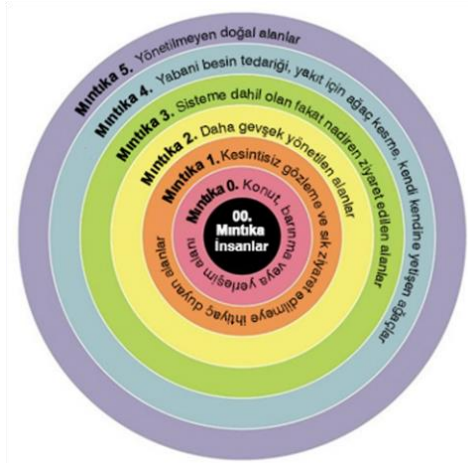 Mıntıka 5. Yönetilmeyen doğal alanlar
Mıntıka 4. Yabani besin tedariği, yakıt için ağaç kesme, kendi kendine yetişen ağaçlar
Mıntıka 3. Sisteme dahil olan fakat nadiren ziyaret edilen alanlar
Mıntıka 2. Daha gevşek yönetilen alanlar
Mıntıka 1. Kesintisiz gözleme ve sık ziyaret edilmeye ihtiyaç duyan alanlar
Mıntıka 0. Konut, barınma veya yerleşim alanı
00.
Mıntıka
İnsanlar